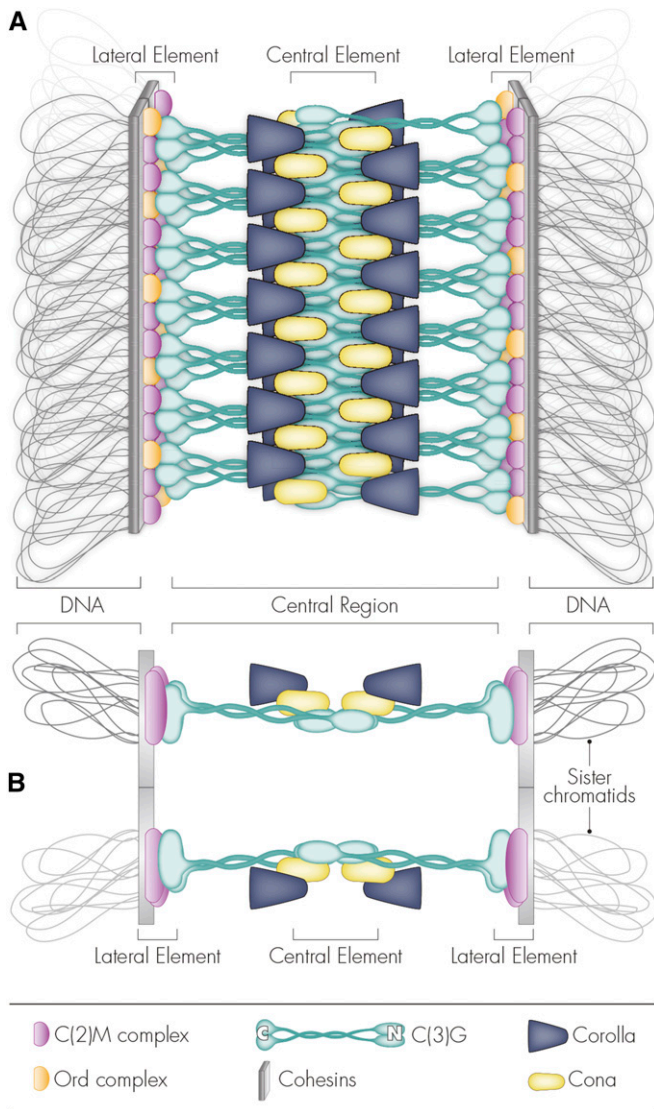 A
Lateral Element Central Element Lateral Element
DNA Central Region DNA
Sister
chromatids
B
Lateral Element Central Element Lateral Element
C(2)M complex C N C(3)G Corolla
Ord complex Cohesins Cona